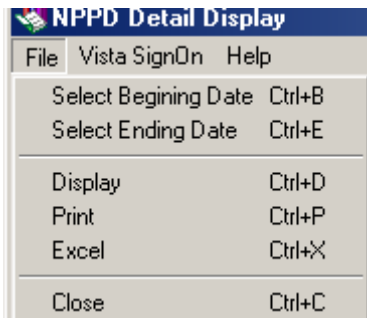 NPPD Detail Display
File Vista SignOn Help
Select Begining Date Ctrl+B
Select Ending Date Ctrl+E
Display Ctrl+D
Print Ctrl+P
Excel Ctrl+X
Close Ctrl+C